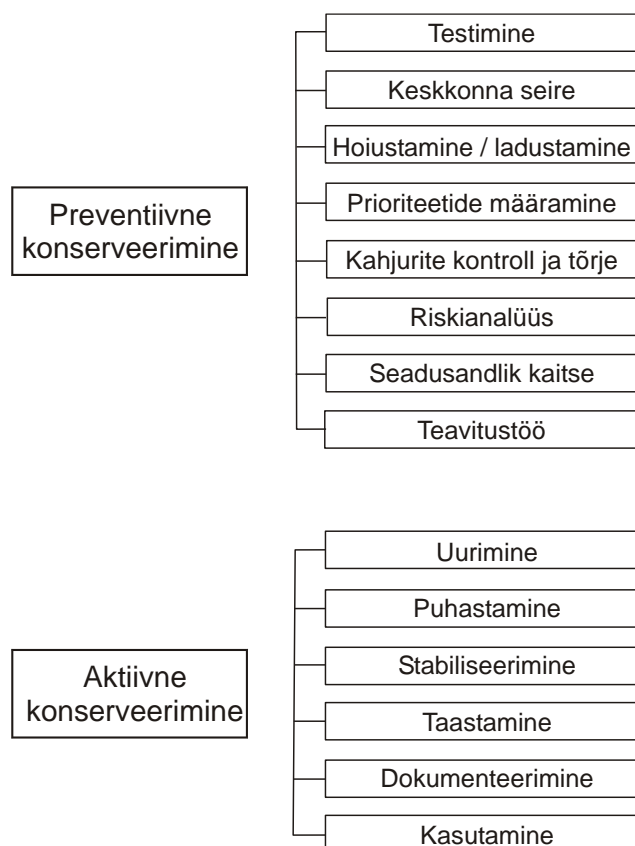 Testimine
Keskkonna seire
Hoiustamine / ladustamine
Preventiivne
konserveerimine
Prioriteetide määramine
Kahjurite kontroll ja tõrje
Riskianalüüs
Seadusandlik kaitse
Teavitustöö
Uurimine
Puhastamine
Aktiivne
konserveerimine
Stabiliseerimine
Taastamine
Dokumenteerimine
Kasutamine